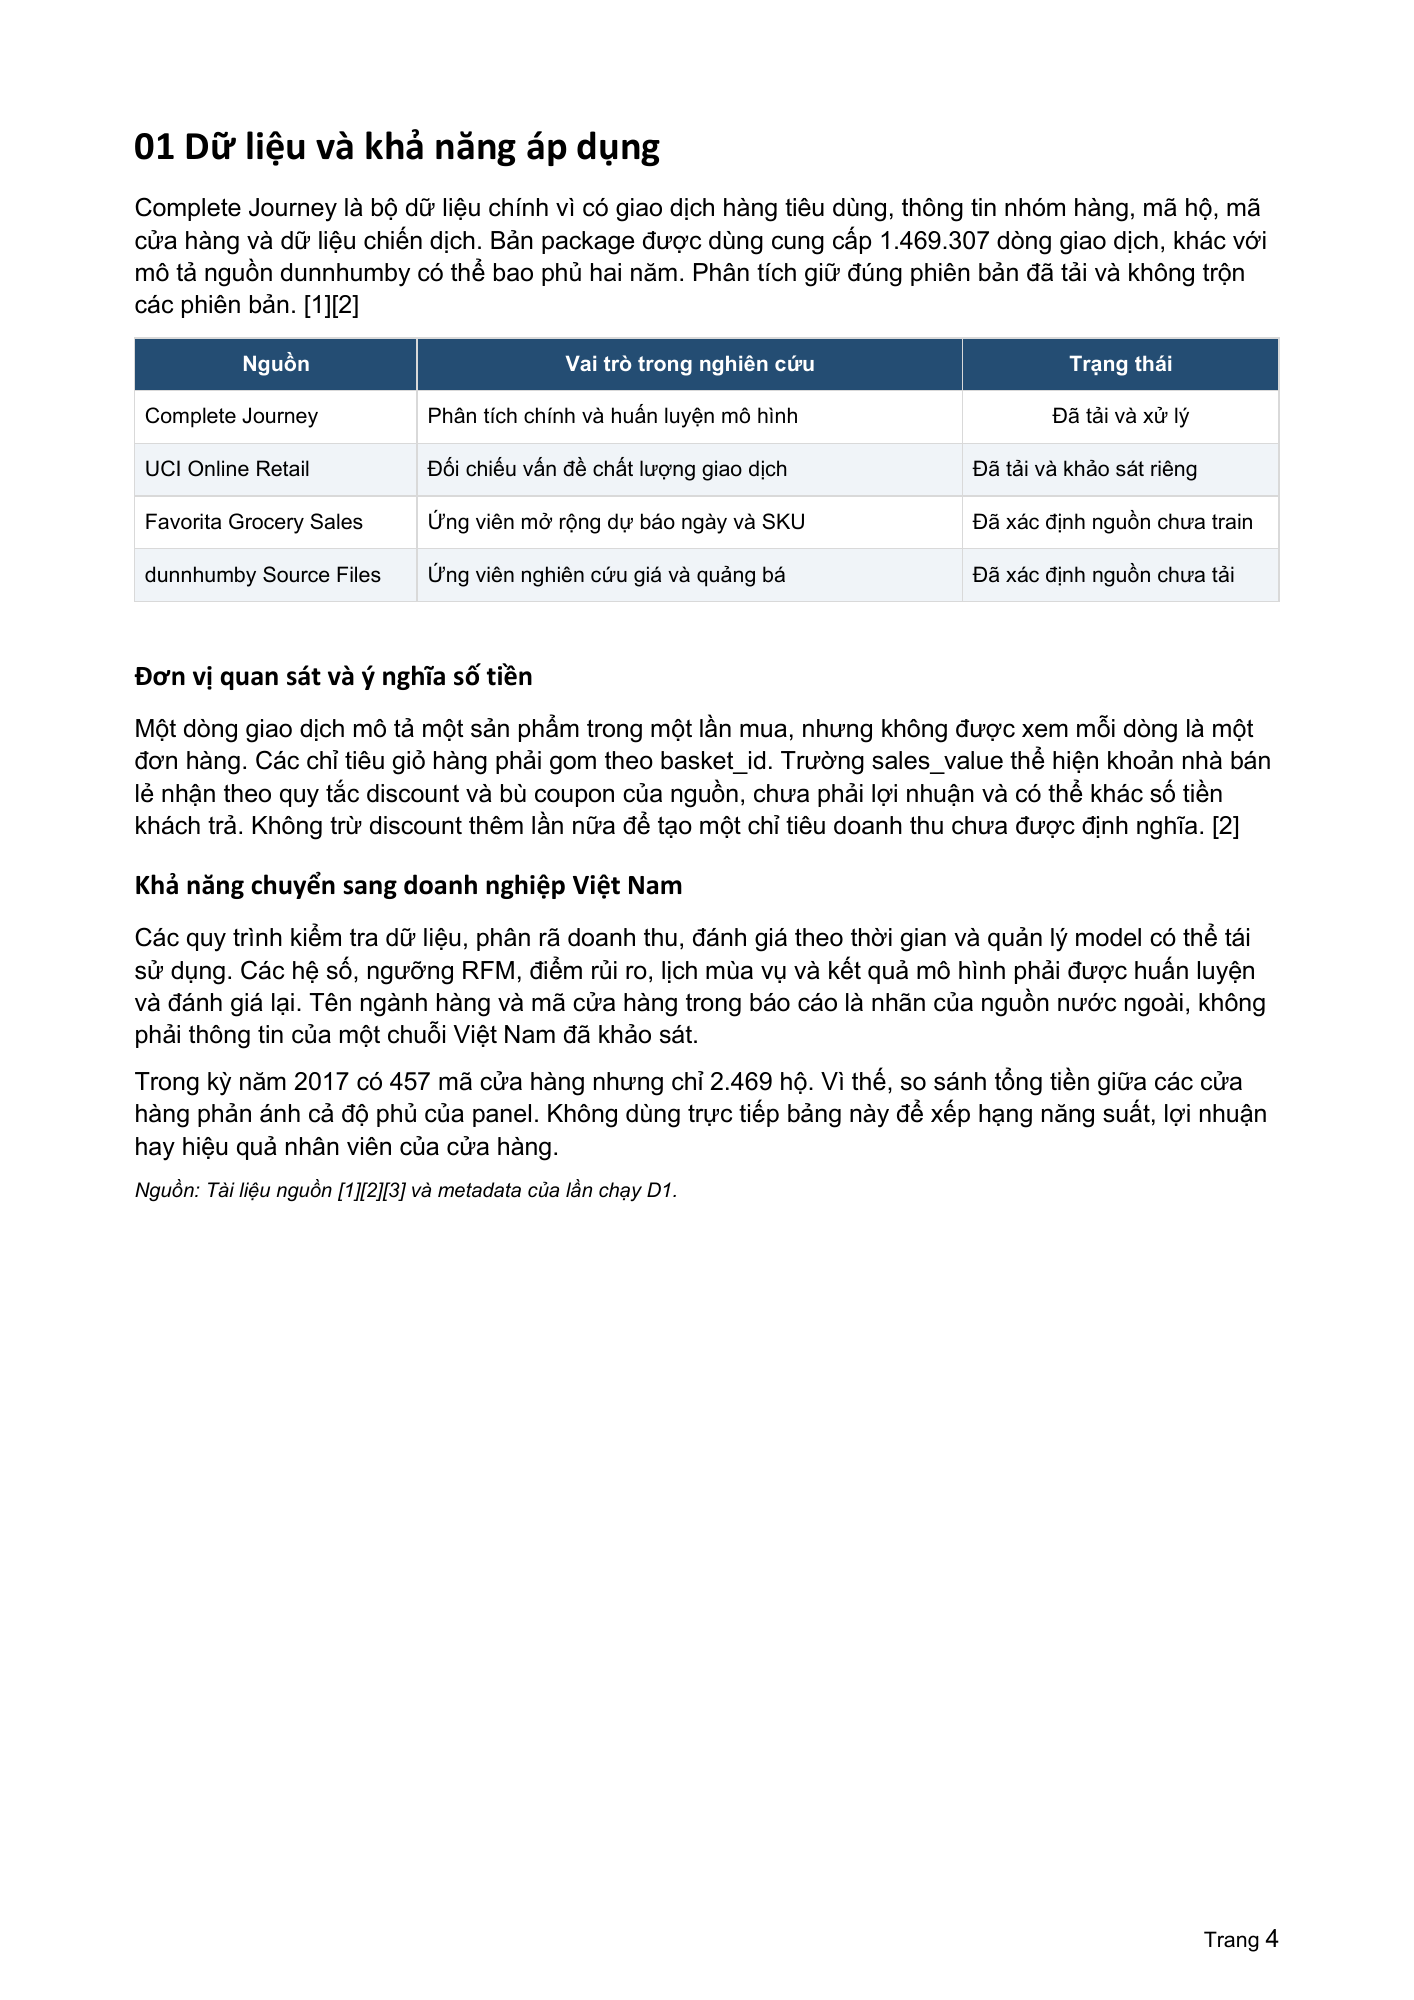 01 Dữ liệu và khả năng áp dụng
Complete Journey là bộ dữ liệu chính vì có giao dịch hàng tiêu dùng, thông tin nhóm hàng, mã hộ, mã
cửa hàng và dữ liệu chiến dịch. Bản package được dùng cung cấp 1.469.307 dòng giao dịch, khác với
mô tả nguồn dunnhumby có thể bao phủ hai năm. Phân tích giữ đúng phiên bản đã tải và không trộn
các phiên bản. [1][2]
Nguồn Vai trò trong nghiên cứu Trạng thái
Complete Journey Phân tích chính và huấn luyện mô hình Đã tải và xử lý
UCI Online Retail Đối chiếu vấn đề chất lượng giao dịch Đã tải và khảo sát riêng
Favorita Grocery Sales Ứng viên mở rộng dự báo ngày và SKU Đã xác định nguồn chưa train
dunnhumby Source Files Ứng viên nghiên cứu giá và quảng bá Đã xác định nguồn chưa tải
Đơn vị quan sát và ý nghĩa số tiền
Một dòng giao dịch mô tả một sản phẩm trong một lần mua, nhưng không được xem mỗi dòng là một
đơn hàng. Các chỉ tiêu giỏ hàng phải gom theo basket_id. Trường sales_value thể hiện khoản nhà bán
lẻ nhận theo quy tắc discount và bù coupon của nguồn, chưa phải lợi nhuận và có thể khác số tiền
khách trả. Không trừ discount thêm lần nữa để tạo một chỉ tiêu doanh thu chưa được định nghĩa. [2]
Khả năng chuyển sang doanh nghiệp Việt Nam
Các quy trình kiểm tra dữ liệu, phân rã doanh thu, đánh giá theo thời gian và quản lý model có thể tái
sử dụng. Các hệ số, ngưỡng RFM, điểm rủi ro, lịch mùa vụ và kết quả mô hình phải được huấn luyện
và đánh giá lại. Tên ngành hàng và mã cửa hàng trong báo cáo là nhãn của nguồn nước ngoài, không
phải thông tin của một chuỗi Việt Nam đã khảo sát.
Trong kỳ năm 2017 có 457 mã cửa hàng nhưng chỉ 2.469 hộ. Vì thế, so sánh tổng tiền giữa các cửa
hàng phản ánh cả độ phủ của panel. Không dùng trực tiếp bảng này để xếp hạng năng suất, lợi nhuận
hay hiệu quả nhân viên của cửa hàng.
Nguồn: Tài liệu nguồn [1][2][3] và metadata của lần chạy D1.
Trang 4